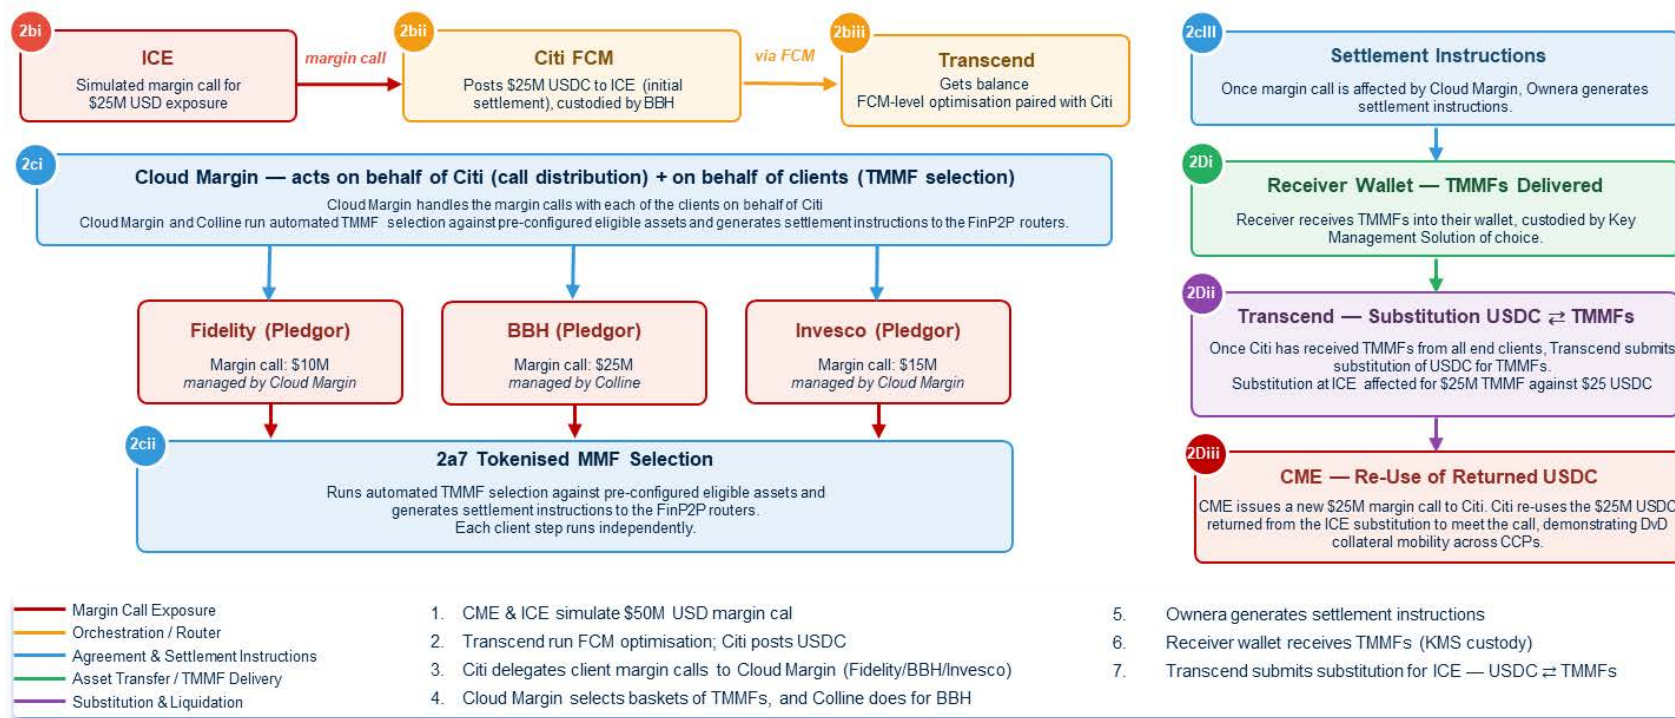 2bi
ICE
Simulated margin call for
$25M USD exposure
margin call
2bii
Citi FCM
Posts $25M USDC to ICE (initial
settlement), custodied by BBH
via FCM
2biii
Transcend
Gets balance
FCM-level optimisation paired with Citi
2ci
Cloud Margin — acts on behalf of Citi (call distribution) + on behalf of clients (TMMF selection)
Cloud Margin handles the margin calls with each of the clients on behalf of Citi
Cloud Margin and Colline run automated TMMF selection against pre-configured eligible assets and generates settlement instructions to the FinP2P routers.
Fidelity (Pledgor)
Margin call: $10M
managed by Cloud Margin
BBH (Pledgor)
Margin call: $25M
managed by Colline
Invesco (Pledgor)
Margin call: $15M
managed by Cloud Margin
2cii
2a7 Tokenised MMF Selection
Runs automated TMMF selection against pre-configured eligible assets and
generates settlement instructions to the FinP2P routers.
Each client step runs independently.
2cIII
Settlement Instructions
Once margin call is affected by Cloud Margin, Ownera generates
settlement instructions.
2Di
Receiver Wallet — TMMFs Delivered
Receiver receives TMMFs into their wallet, custodied by Key
Management Solution of choice.
2Dii
Transcend — Substitution USDC ⇄ TMMFs
Once Citi has received TMMFs from all end clients, Transcend submits
substitution of USDC for TMMFs.
Substitution at ICE affected for $25M TMMF against $25 USDC
2Diii
CME — Re-Use of Returned USDC
CME issues a new $25M margin call to Citi. Citi re-uses the $25M USDC
returned from the ICE substitution to meet the call, demonstrating DvD
collateral mobility across CCPs.
Margin Call Exposure
Orchestration / Router
Agreement & Settlement Instructions
Asset Transfer / TMMF Delivery
Substitution & Liquidation
1. CME & ICE simulate $50M USD margin cal
2. Transcend run FCM optimisation; Citi posts USDC
3. Citi delegates client margin calls to Cloud Margin (Fidelity/BBH/Invesco)
4. Cloud Margin selects baskets of TMMFs, and Colline does for BBH
5. Ownera generates settlement instructions
6. Receiver wallet receives TMMFs (KMS custody)
7. Transcend submits substitution for ICE — USDC ⇄ TMMFs